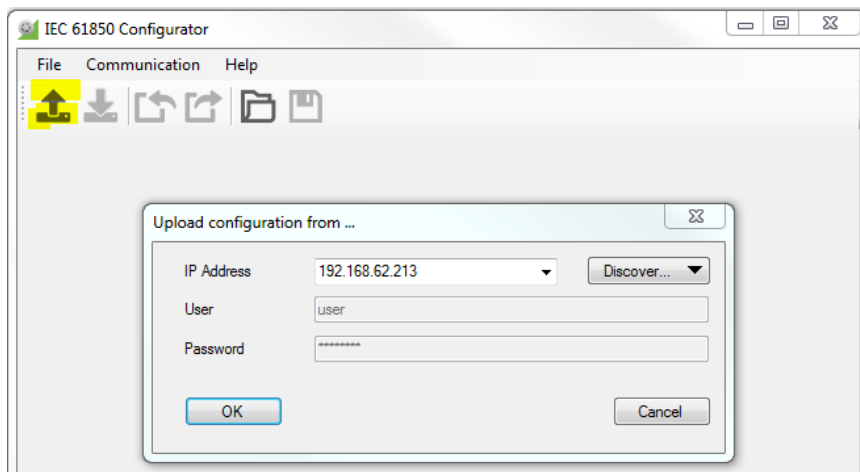 IEC 61850 Configurator
File Communication Help
Upload configuration from ...
IP Address 192.168.62.213 Discover...
User user
Password ********
OK Cancel